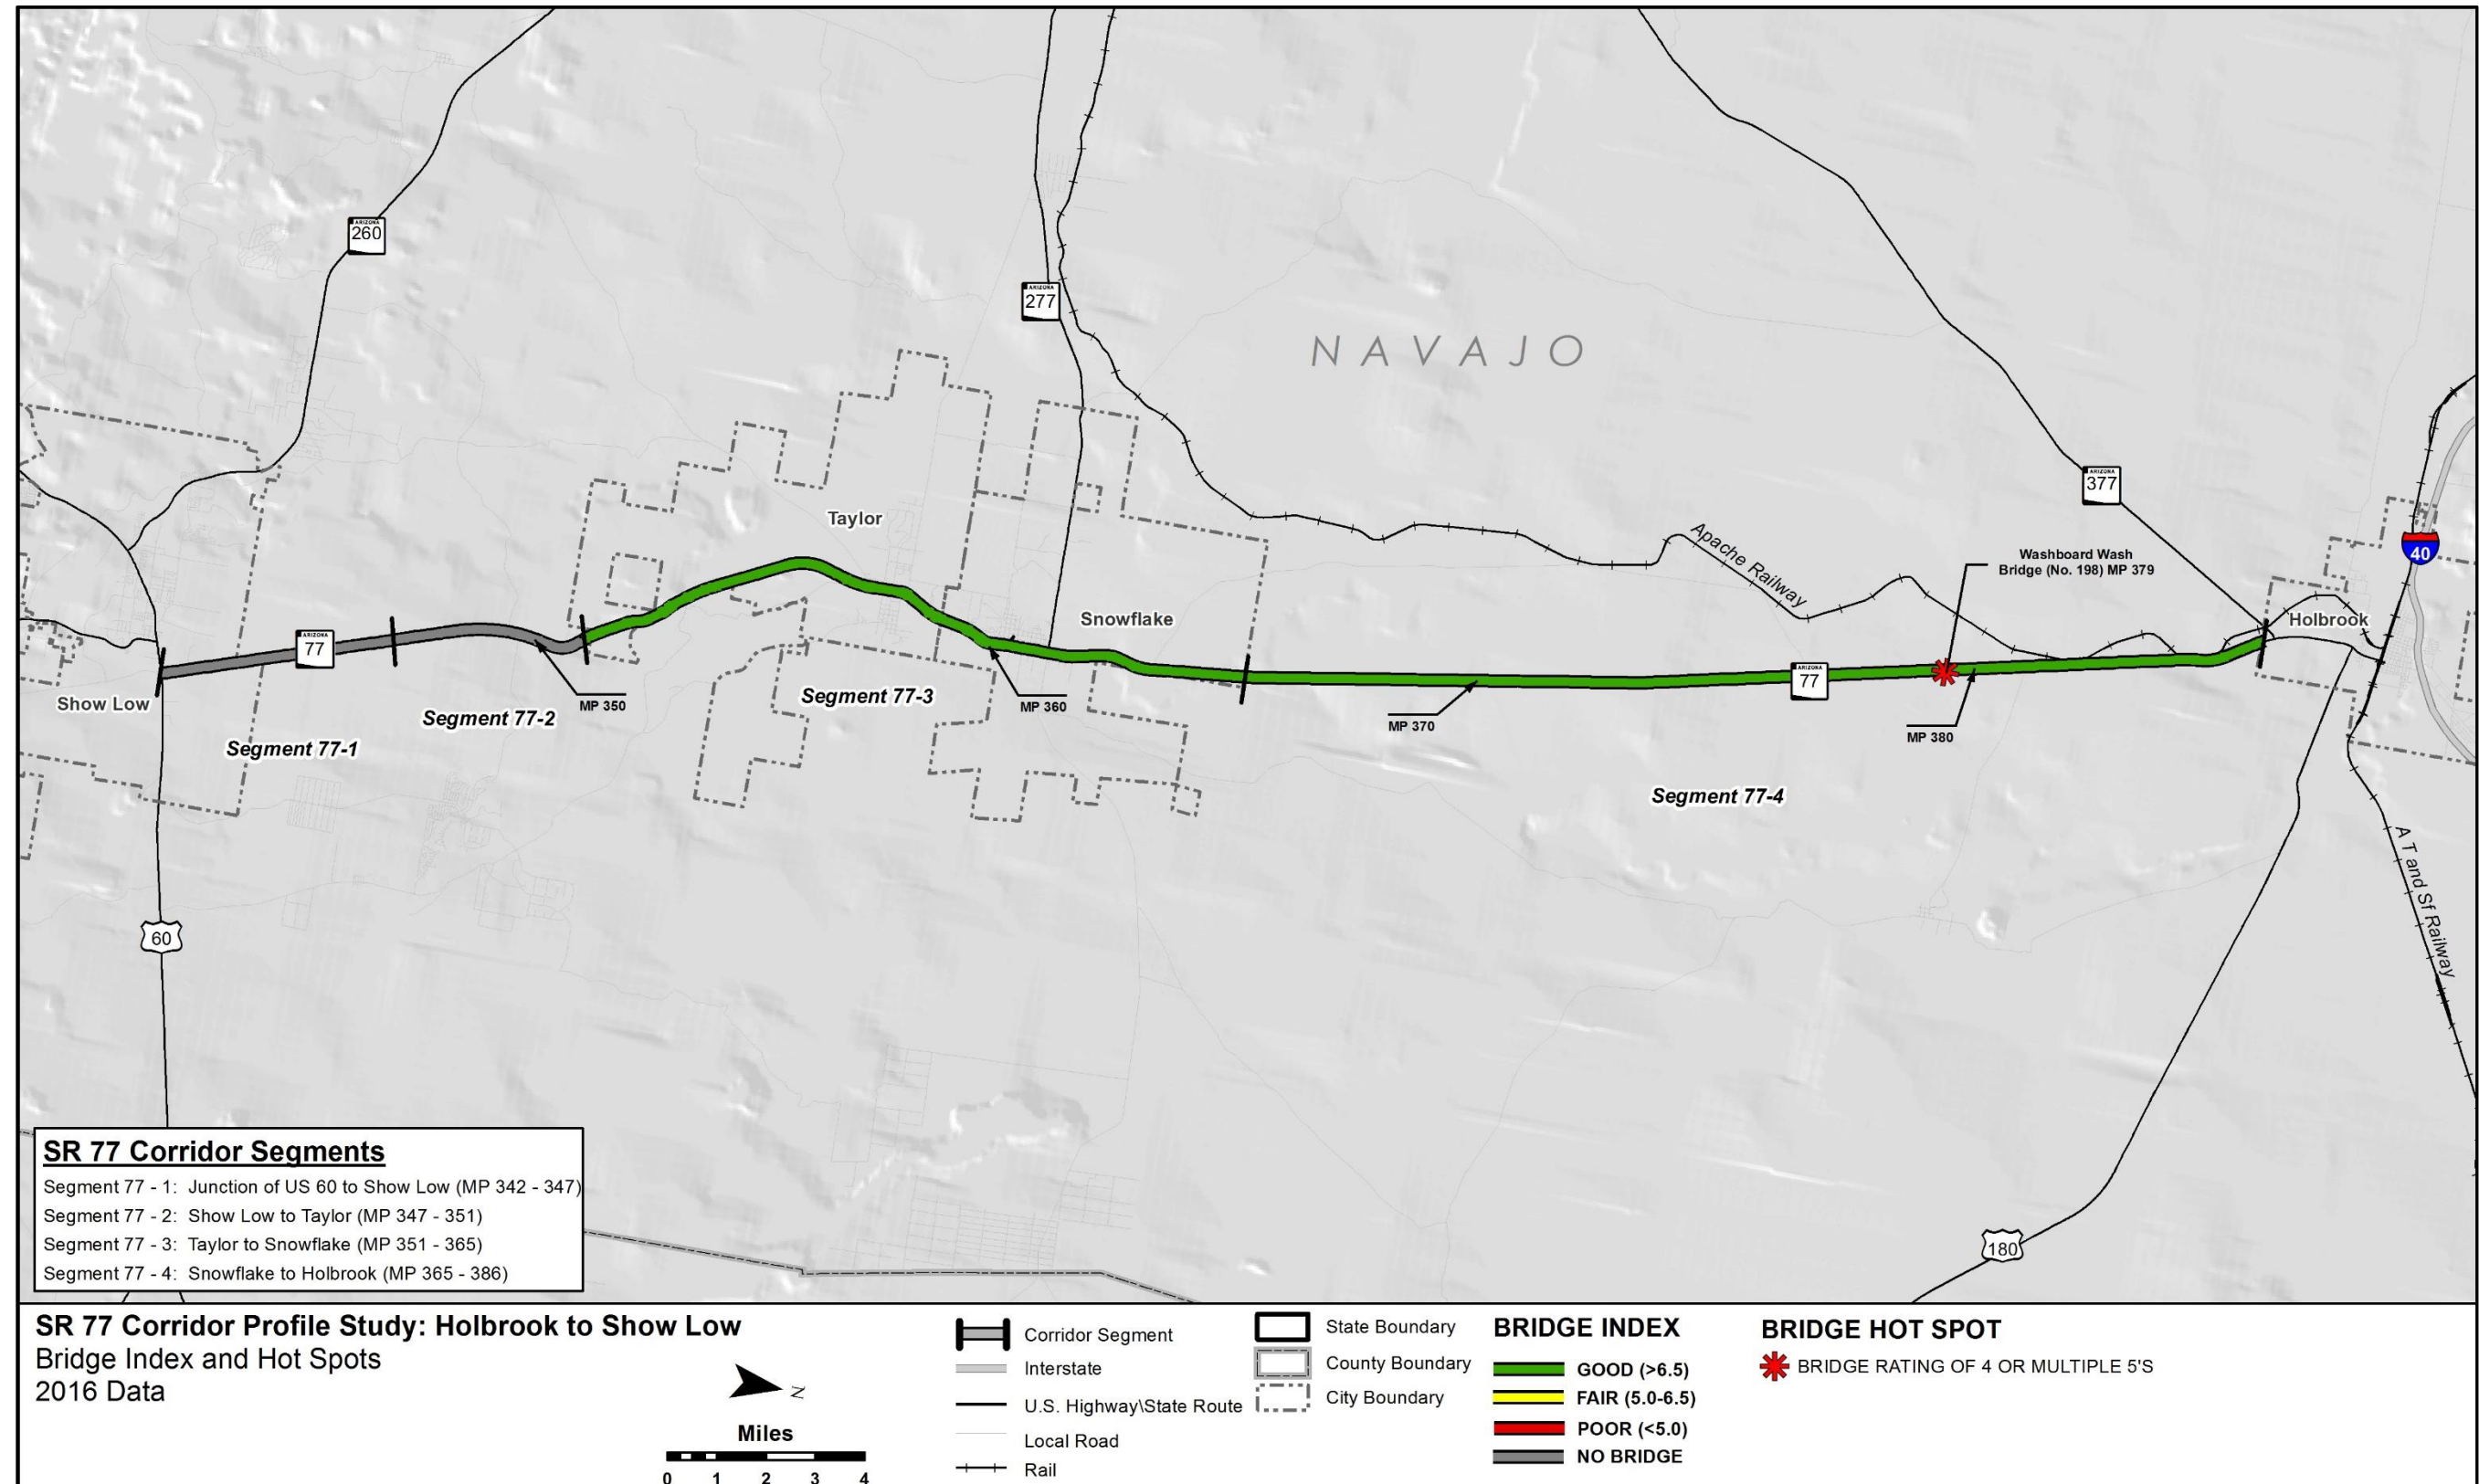 ARIZONA
260
ARIZONA
277
NAVAJO
ARIZONA
377
40
Taylor
Apache Railway
Washboard Wash
Bridge (No. 198) MP 379
Snowflake
Holbrook
ARIZONA
77
Show Low
Segment 77-1
Segment 77-2
MP 350
Segment 77-3
MP 360
MP 370
ARIZONA
77
MP 380
Segment 77-4
A T and Sf Railway
60
180
SR 77 Corridor Segments
Segment 77 - 1: Junction of US 60 to Show Low (MP 342 - 347)
Segment 77 - 2: Show Low to Taylor (MP 347 - 351)
Segment 77 - 3: Taylor to Snowflake (MP 351 - 365)
Segment 77 - 4: Snowflake to Holbrook (MP 365 - 386)
SR 77 Corridor Profile Study: Holbrook to Show Low
Bridge Index and Hot Spots
2016 Data
N
Miles
0 1 2 3 4
Corridor Segment
Interstate
U.S. Highway\State Route
Local Road
Rail
State Boundary
County Boundary
City Boundary
BRIDGE INDEX
GOOD (>6.5)
FAIR (5.0-6.5)
POOR (<5.0)
NO BRIDGE
BRIDGE HOT SPOT
BRIDGE RATING OF 4 OR MULTIPLE 5'S